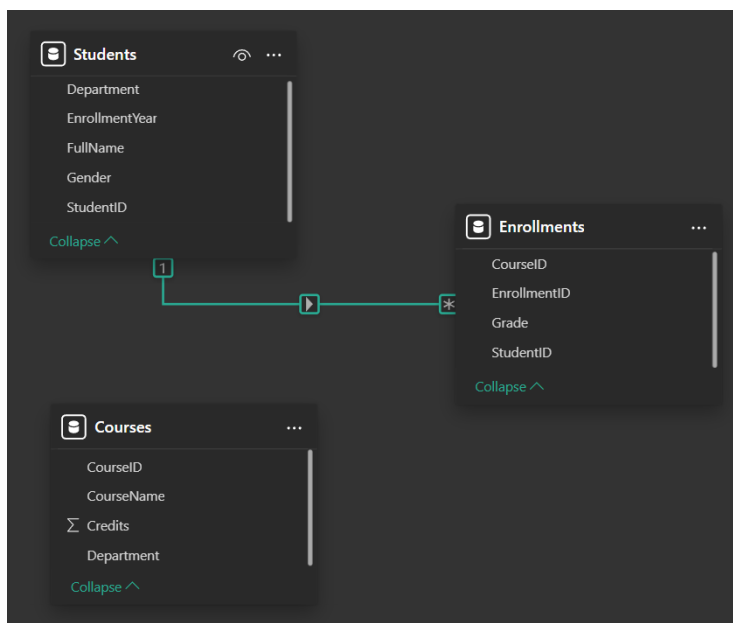 Students
Department
EnrollmentYear
FullName
Gender
StudentID
Collapse
1
*
Enrollments
CourseID
EnrollmentID
Grade
StudentID
Collapse
Courses
CourseID
CourseName
Σ Credits
Department
Collapse